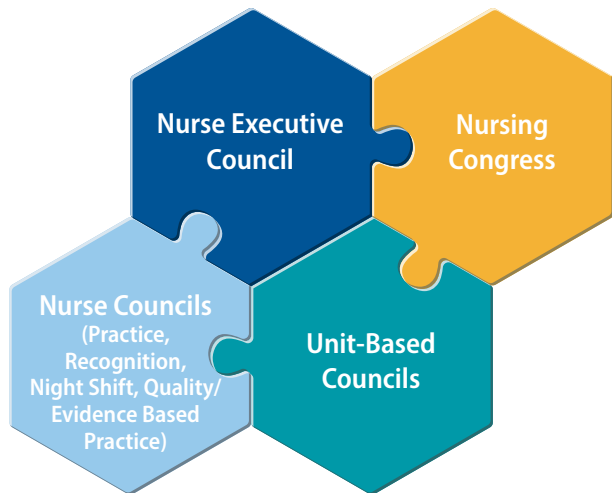 Nurse Executive
Council
Nursing
Congress
Nurse Councils
(Practice,
Recognition,
Night Shift, Quality/
Evidence Based
Practice)
Unit-Based
Councils